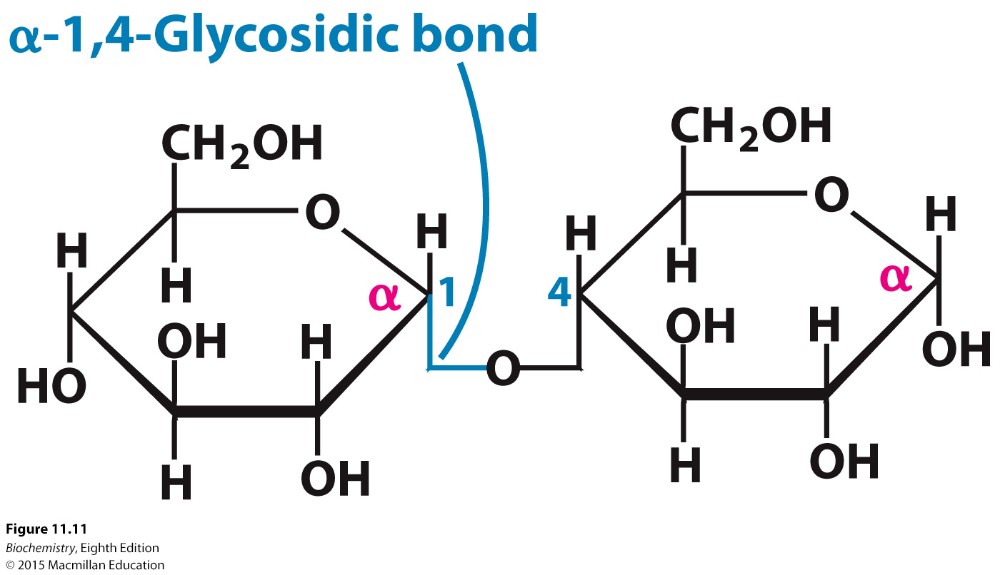 α-1,4-Glycosidic bond
CH₂OH
CH₂OH
O
O
H
H
H
H
H
H
α
1
4
α
OH
H
OH
H
HO
O
OH
H
OH
H
OH
Figure 11.11
Biochemistry, Eighth Edition
© 2015 Macmillan Education